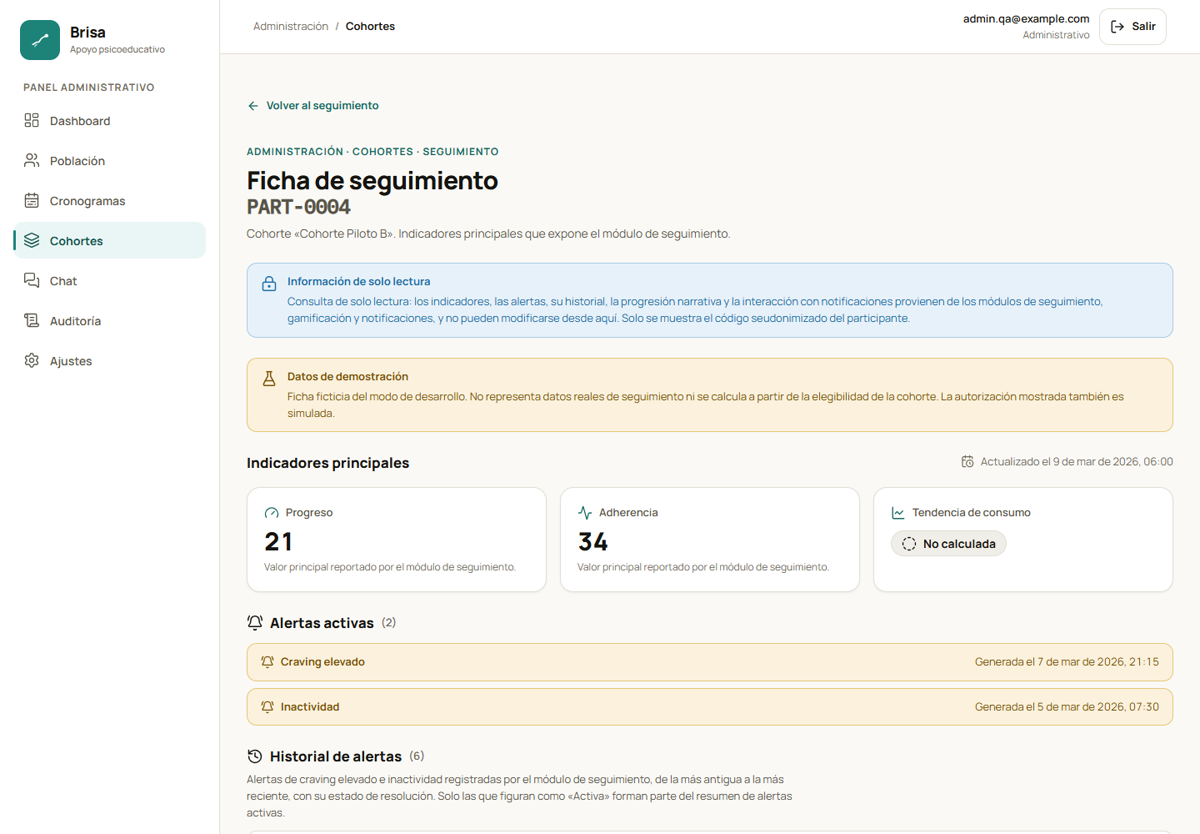 Brisa
Apoyo psicoeducativo
PANEL ADMINISTRATIVO
Dashboard
Población
Cronogramas
Cohortes
Chat
Auditoría
Ajustes
Administración / Cohortes
admin.qa@example.com
Administrativo
Salir
Volver al seguimiento
ADMINISTRACIÓN · COHORTES · SEGUIMIENTO
Ficha de seguimiento
PART-0004
Cohorte «Cohorte Piloto B». Indicadores principales que expone el módulo de seguimiento.
Información de solo lectura
Consulta de solo lectura: los indicadores, las alertas, su historial, la progresión narrativa y la interacción con notificaciones provienen de los módulos de seguimiento,
gamificación y notificaciones, y no pueden modificarse desde aquí. Solo se muestra el código seudonimizado del participante.
Datos de demostración
Ficha ficticia del modo de desarrollo. No representa datos reales de seguimiento ni se calcula a partir de la elegibilidad de la cohorte. La autorización mostrada también es
simulada.
Indicadores principales
Actualizado el 9 de mar de 2026, 06:00
Progreso
21
Valor principal reportado por el módulo de seguimiento.
Adherencia
34
Valor principal reportado por el módulo de seguimiento.
Tendencia de consumo
No calculada
Alertas activas (2)
Craving elevado
Generada el 7 de mar de 2026, 21:15
Inactividad
Generada el 5 de mar de 2026, 07:30
Historial de alertas (6)
Alertas de craving elevado e inactividad registradas por el módulo de seguimiento, de la más antigua a la más
reciente, con su estado de resolución. Solo las que figuran como «Activa» forman parte del resumen de alertas
activas.